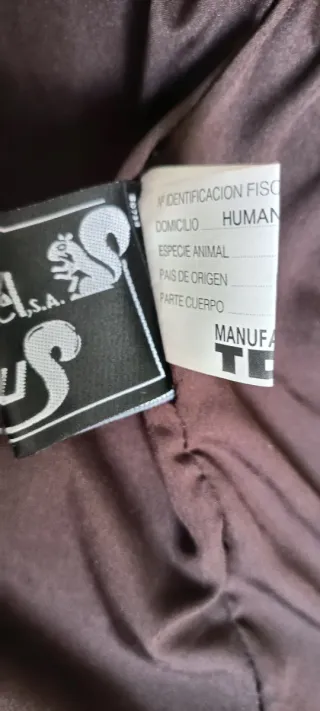 Nº IDENTIFICACION FISC
DOMICILIO HUMAN
ESPECIE ANIMAL
PAIS DE ORIGEN
PARTE CUERPO
MANUFA
S.A.